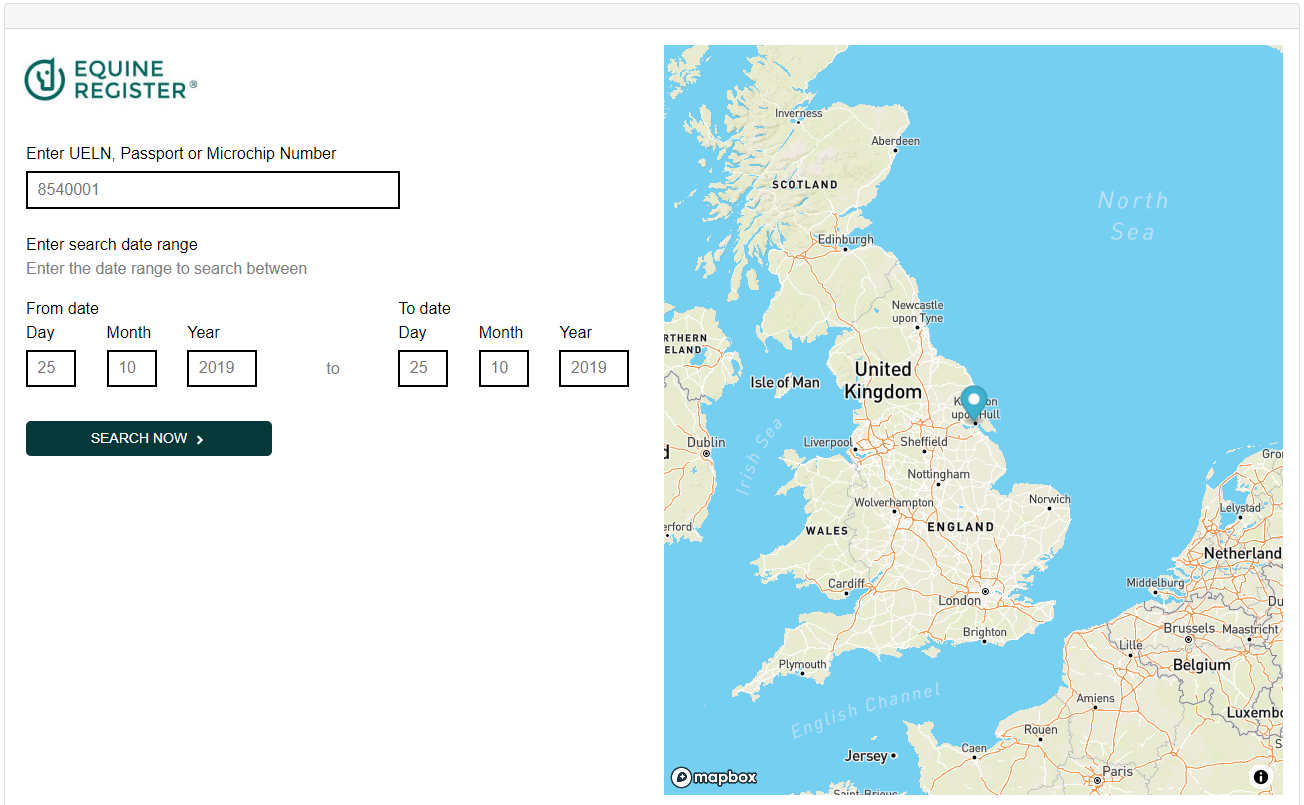 EQUINE
REGISTER®
Enter UELN, Passport or Microchip Number
8540001
Enter search date range
Enter the date range to search between
From date
To date
Day Month Year
Day Month Year
25 10 2019 to 25 10 2019
SEARCH NOW
Inverness
Aberdeen
SCOTLAND
North
Sea
Edinburgh
Newcastle
upon Tyne
RTHERN
ELAND
United
Kingdom
Isle of Man
upon Hull
Irish Sea
Dublin
Liverpool
Sheffield
Nottingham
Wolverhampton
Norwich
ENGLAND
WALES
erford
Gro
Lelystad
Netherland
Cardiff
London
Middelburg
Du
Brighton
Brussels
Maastricht
Lille
Plymouth
Belgium
English Channel
Amiens
Luxembo
Rouen
Jersey
Caen
Paris
mapbox
Saint-Brieuc